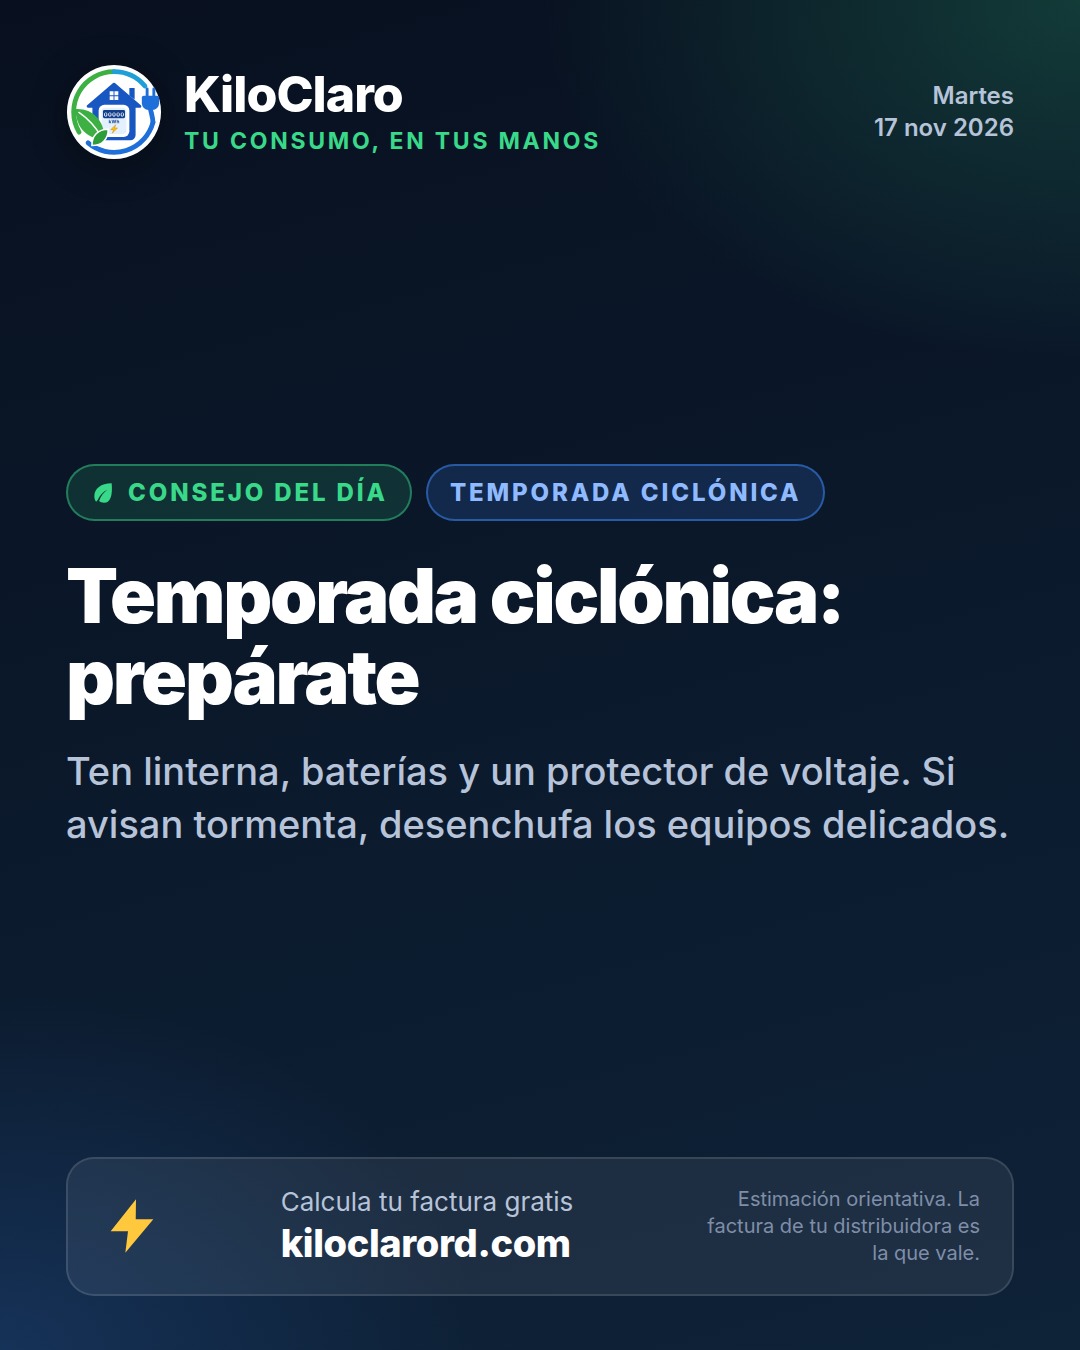 KiloClaro
TU CONSUMO, EN TUS MANOS
Martes
17 nov 2026
CONSEJO DEL DÍA
TEMPORADA CICLÓNICA
Temporada ciclónica:
prepárate
Ten linterna, baterías y un protector de voltaje. Si
avisan tormenta, desenchufa los equipos delicados.
Calcula tu factura gratis
kiloclarord.com
Estimación orientativa. La
factura de tu distribuidora es
la que vale.